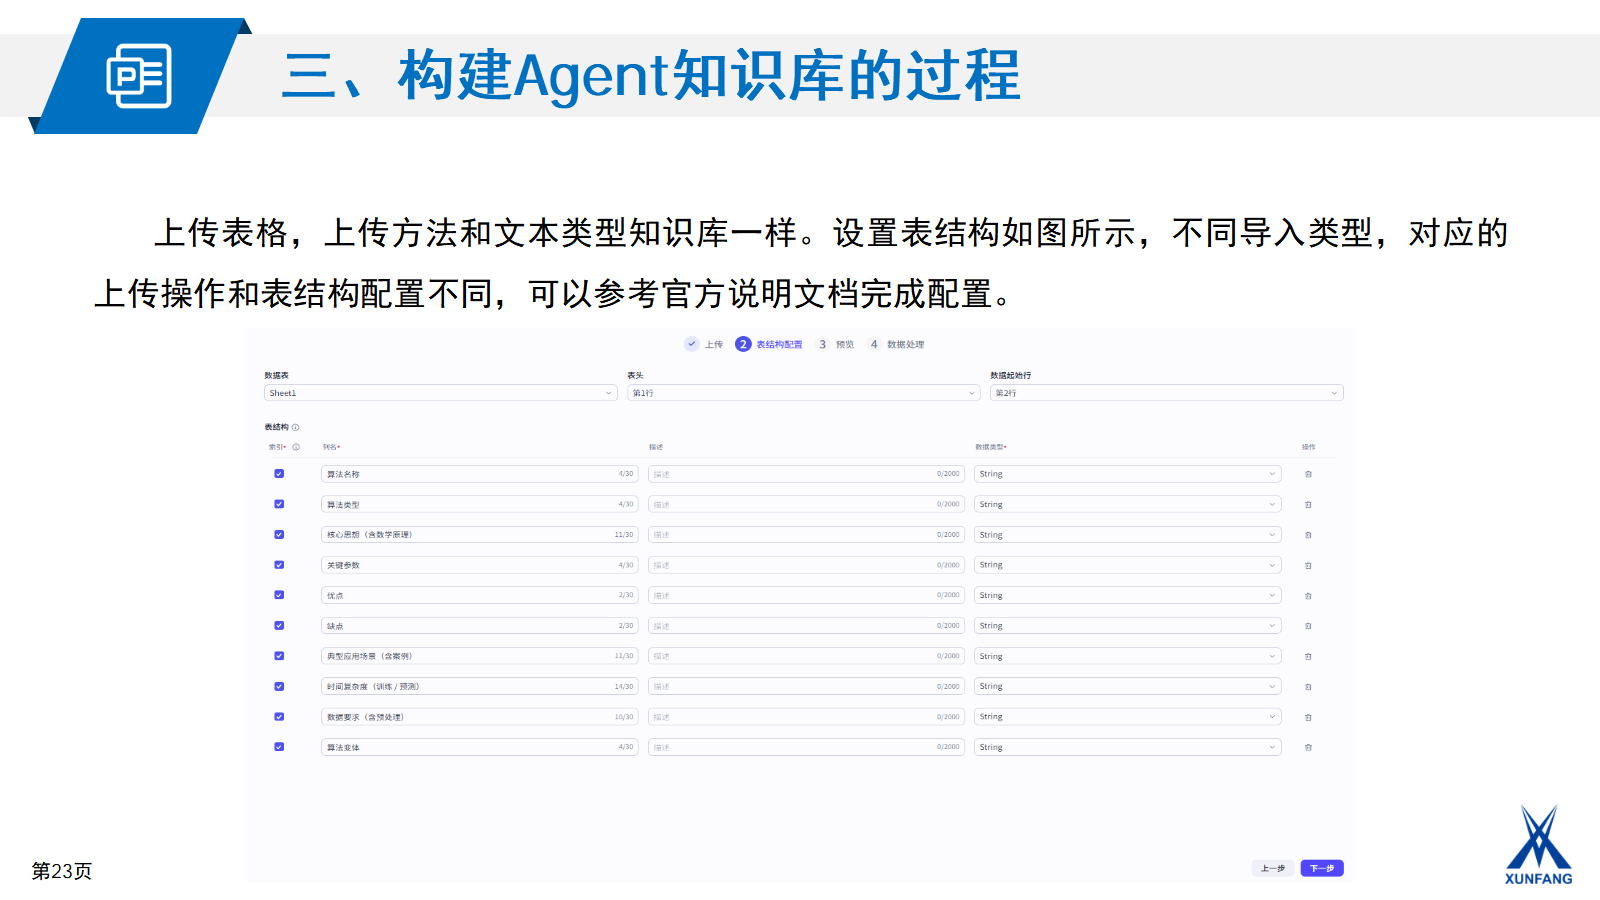 三、构建Agent知识库的过程
上传表格，上传方法和文本类型知识库一样。设置表结构如图所示，不同导入类型，对应的
上传操作和表结构配置不同，可以参考官方说明文档完成配置。
上传 2 表结构配置 3 预览 4 数据处理
数据表 表头 数据起始行
Sheet1 第1行 第2行
表结构
索引* 列名* 描述 数据类型* 操作
算法名称 4/30 描述 0/2000 String
算法类型 4/30 描述 0/2000 String
核心思想（含数学原理） 11/30 描述 0/2000 String
关键参数 4/30 描述 0/2000 String
优点 2/30 描述 0/2000 String
缺点 2/30 描述 0/2000 String
典型应用场景（含案例） 11/30 描述 0/2000 String
时间复杂度（训练 / 预测） 14/30 描述 0/2000 String
数据要求（含预处理） 10/30 描述 0/2000 String
算法变体 4/30 描述 0/2000 String
上一步 下一步
第23页
XUNFANG